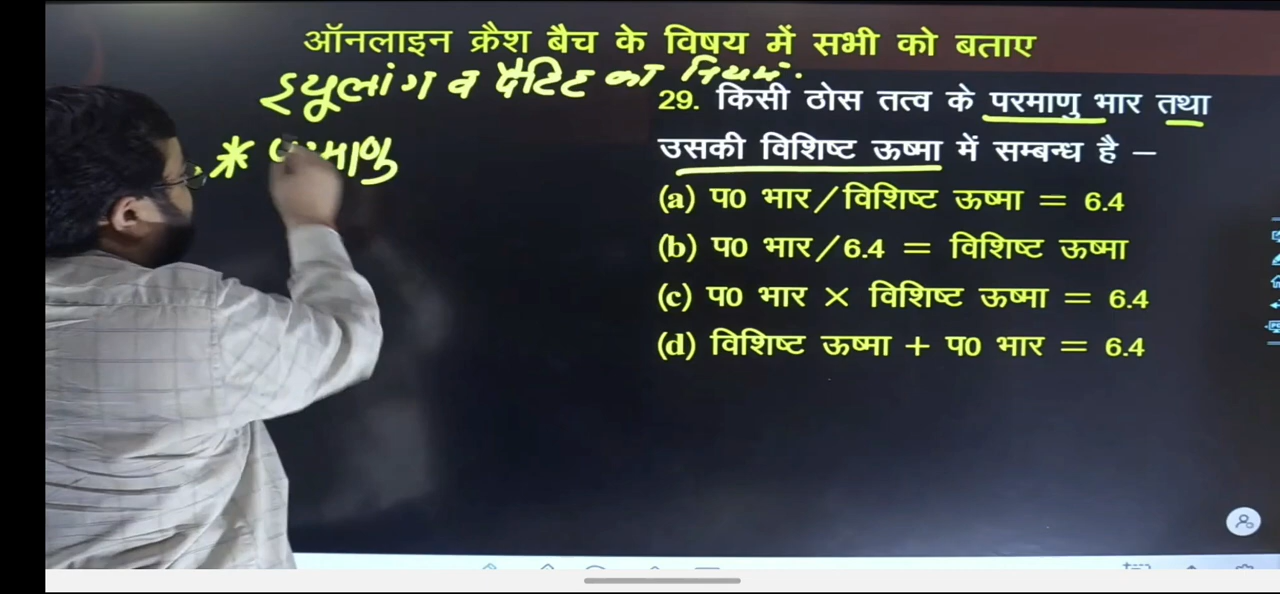 ऑनलाइन क्रैश बैच के विषय में सभी को बताए
ड्यूलांग व पैटिट का नियम.
29. किसी ठोस तत्व के परमाणु भार तथा
उसकी विशिष्ट ऊष्मा में सम्बन्ध है –
(a) प0 भार/विशिष्ट ऊष्मा = 6.4
(b) प0 भार/6.4 = विशिष्ट ऊष्मा
(c) प0 भार × विशिष्ट ऊष्मा = 6.4
(d) विशिष्ट ऊष्मा + प0 भार = 6.4
* परमाणु